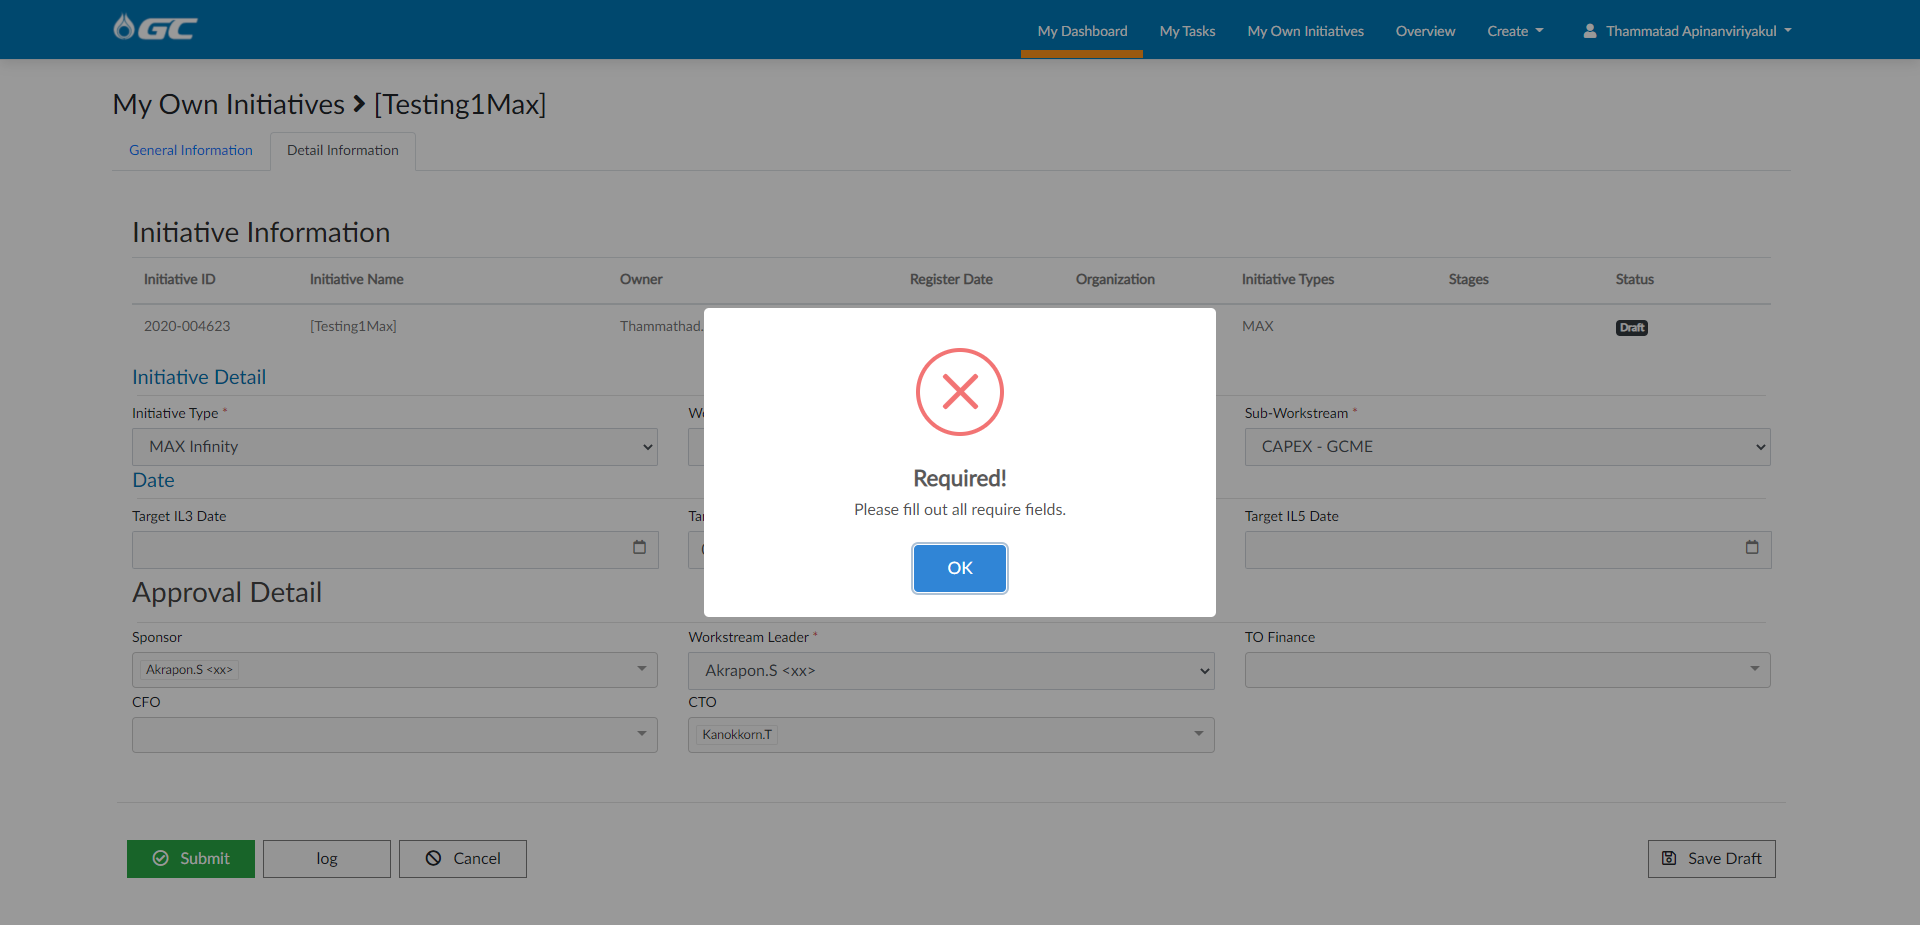 GC
My Dashboard
My Tasks
My Own Initiatives
Overview
Create
Thammatad Apinanviriyakul
My Own Initiatives > [Testing1Max]
General Information
Detail Information
Initiative Information
Initiative ID
Initiative Name
Owner
Register Date
Organization
Initiative Types
Stages
Status
2020-004623
[Testing1Max]
Thammathad.
MAX
Draft
Initiative Detail
Initiative Type *
Sub-Workstream *
MAX Infinity
CAPEX - GCME
Date
Target IL3 Date
Target IL5 Date
Required!
Please fill out all require fields.
OK
Approval Detail
Sponsor
Workstream Leader *
TO Finance
Akrapon.S <xx>
Akrapon.S <xx>
CFO
CTO
Kanokkorn.T
Submit
log
Cancel
Save Draft